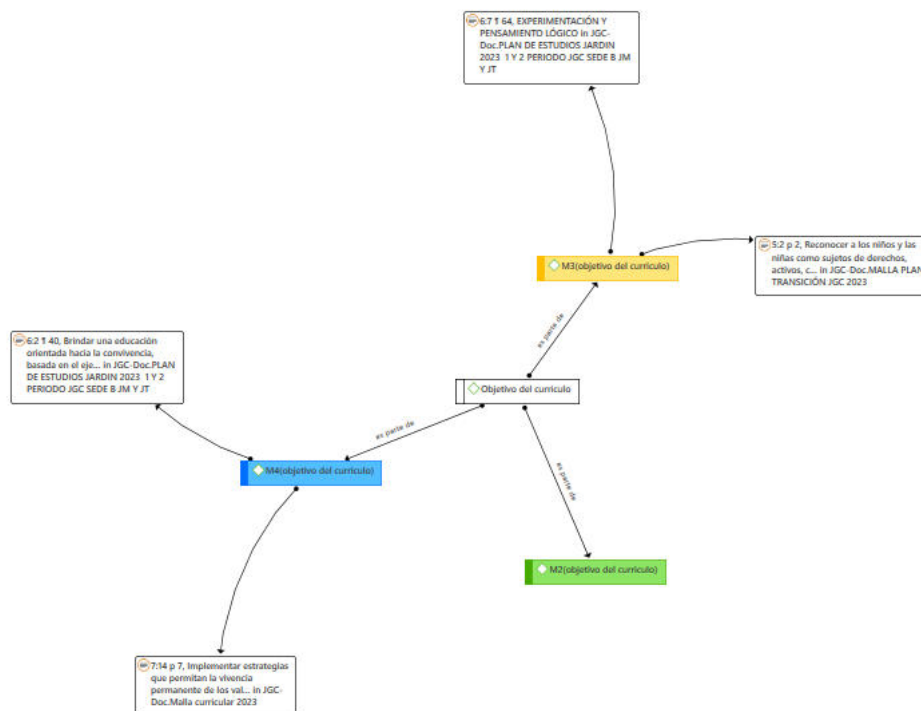 6:7 ¶ 64, EXPERIMENTACIÓN Y
PENSAMIENTO LÓGICO in JGC-
Doc.PLAN DE ESTUDIOS JARDIN
2023 1 Y 2 PERIODO JGC SEDE B JM
Y JT
5:2 p 2, Reconocer a los niños y las
niñas como sujetos de derechos,
activos, c... in JGC-Doc.MALLA PLAN
TRANSICIÓN JGC 2023
M3(objetivo del curriculo)
es parte de
6:2 ¶ 40, Brindar una educación
orientada hacia la convivencia,
basada en el eje... in JGC-Doc.PLAN
DE ESTUDIOS JARDIN 2023 1 Y 2
PERIODO JGC SEDE B JM Y JT
Objetivo del curriculo
es parte de
M4(objetivo del curriculo)
es parte de
M2(objetivo del curriculo)
7:14 p 7, Implementar estrategias
que permitan la vivencia
permanente de los val... in JGC-
Doc.Malla curricular 2023